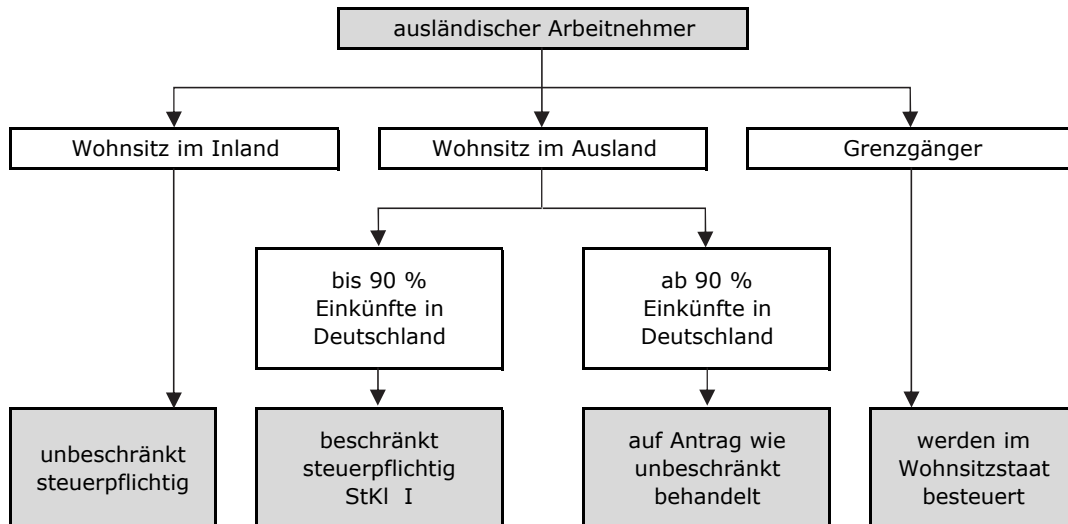 ausländischer Arbeitnehmer
Wohnsitz im Inland
Wohnsitz im Ausland
Grenzgänger
bis 90 %
Einkünfte in
Deutschland
ab 90 %
Einkünfte in
Deutschland
unbeschränkt
steuerpflichtig
beschränkt
steuerpflichtig
StKl I
auf Antrag wie
unbeschränkt
behandelt
werden im
Wohnsitzstaat
besteuert